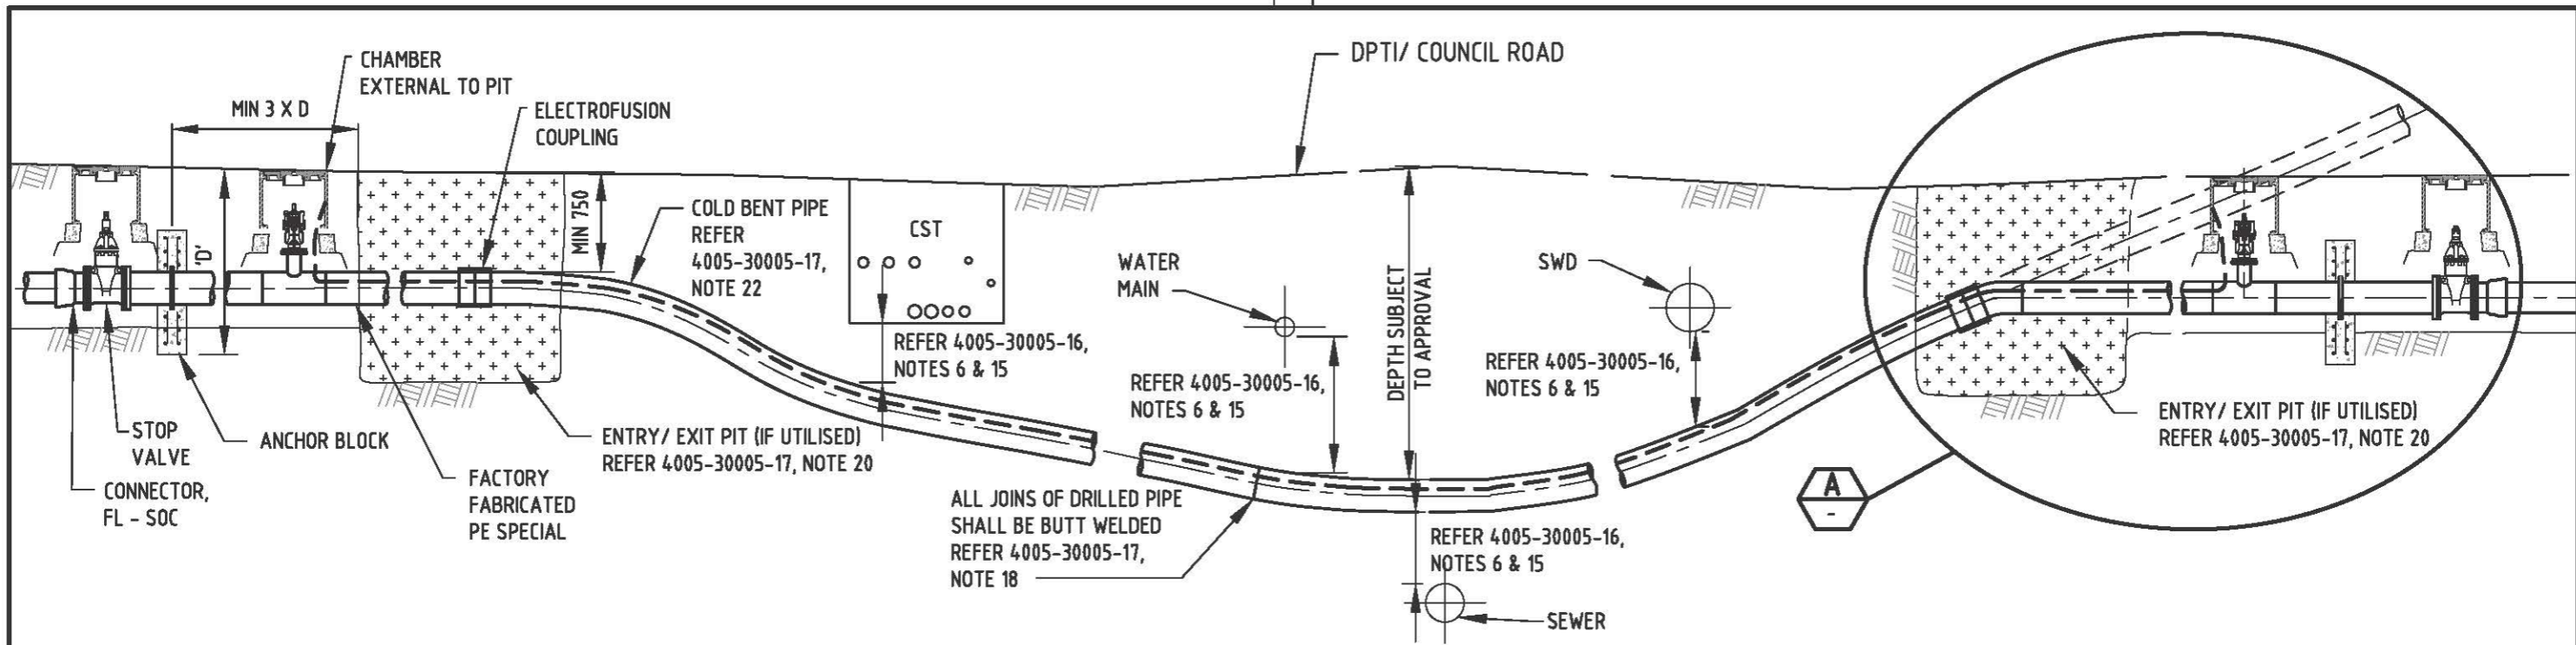 CHAMBER
EXTERNAL TO PIT
MIN 3 X D
ELECTROFUSION
COUPLING
DPTI/ COUNCIL ROAD
'D'
MIN 750
COLD BENT PIPE
REFER
4005-30005-17,
NOTE 22
CST
REFER 4005-30005-16,
NOTES 6 & 15
WATER
MAIN
REFER 4005-30005-16,
NOTES 6 & 15
DEPTH SUBJECT
TO APPROVAL
SWD
REFER 4005-30005-16,
NOTES 6 & 15
STOP
VALVE
CONNECTOR,
FL - SOC
ANCHOR BLOCK
FACTORY
FABRICATED
PE SPECIAL
ENTRY/ EXIT PIT (IF UTILISED)
REFER 4005-30005-17, NOTE 20
ALL JOINS OF DRILLED PIPE
SHALL BE BUTT WELDED
REFER 4005-30005-17,
NOTE 18
REFER 4005-30005-16,
NOTES 6 & 15
SEWER
A
-
ENTRY/ EXIT PIT (IF UTILISED)
REFER 4005-30005-17, NOTE 20